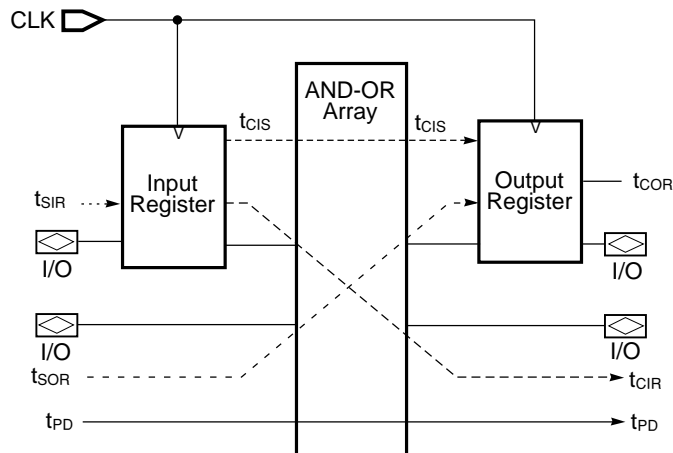 CLK
AND-OR
Array
tCIS
tCIS
Input
Register
Output
Register
tSIR
tCOR
I/O
I/O
I/O
I/O
tSOR
tCIR
tPD
tPD